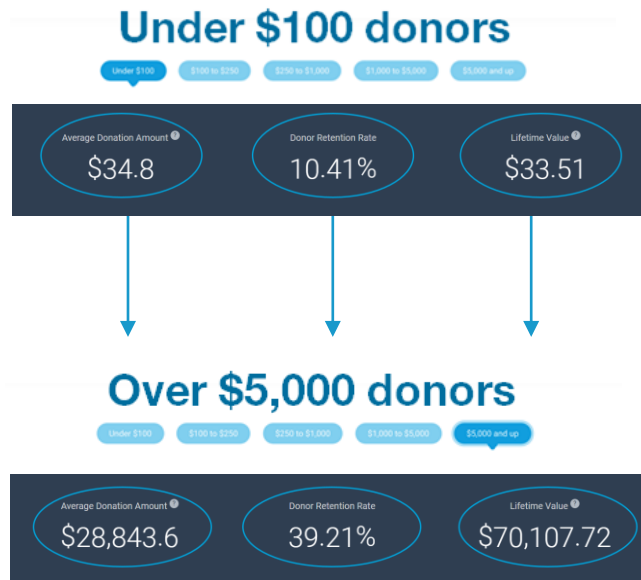 Under $100 donors
Under $100 $100 to $250 $250 to $1,000 $1,000 to $5,000 $5,000 and up
Average Donation Amount ? Donor Retention Rate Lifetime Value ?
$34.8 10.41% $33.51
Over $5,000 donors
Under $100 $100 to $250 $250 to $1,000 $1,000 to $5,000 $5,000 and up
Average Donation Amount ? Donor Retention Rate Lifetime Value ?
$28,843.6 39.21% $70,107.72